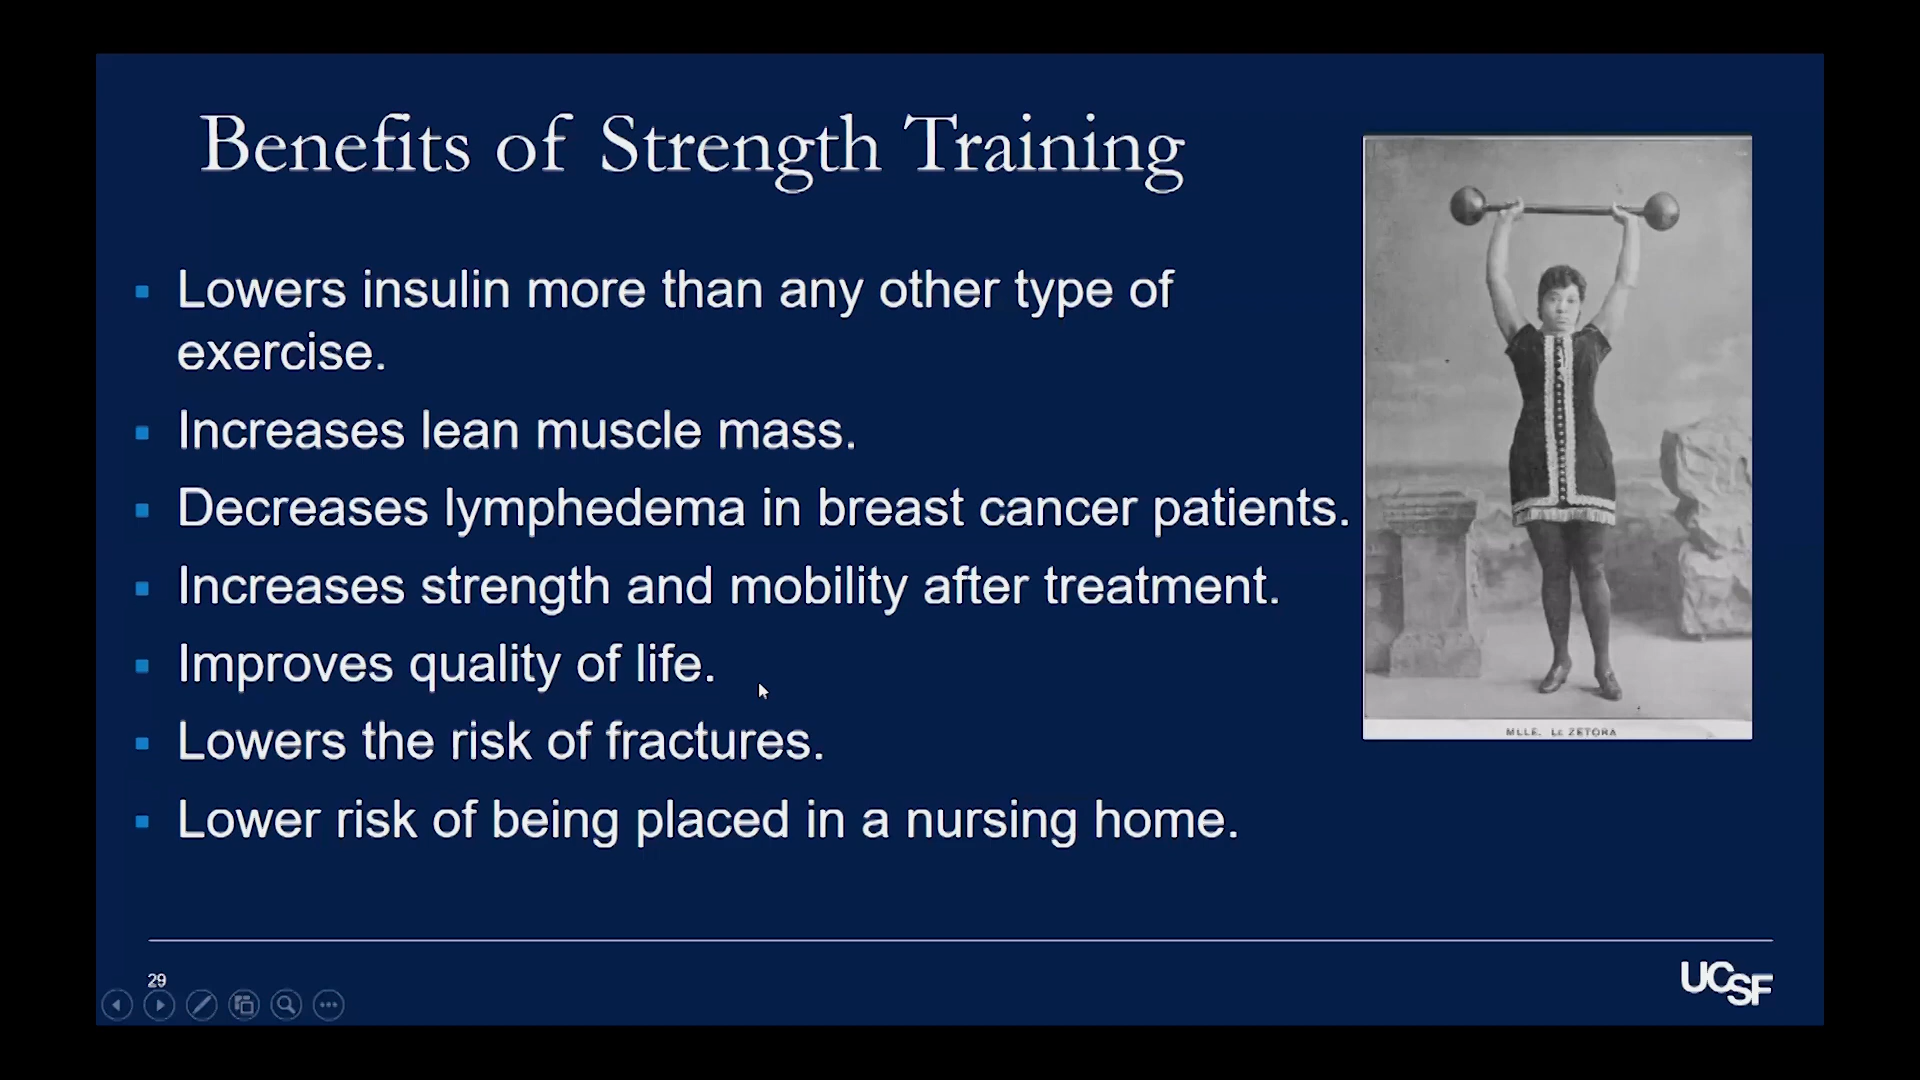 Benefits of Strength Training
Lowers insulin more than any other type of
exercise.
Increases lean muscle mass.
Decreases lymphedema in breast cancer patients.
Increases strength and mobility after treatment.
Improves quality of life.
Lowers the risk of fractures.
Lower risk of being placed in a nursing home.
MLLE. Le ZETORA
29
UCSF